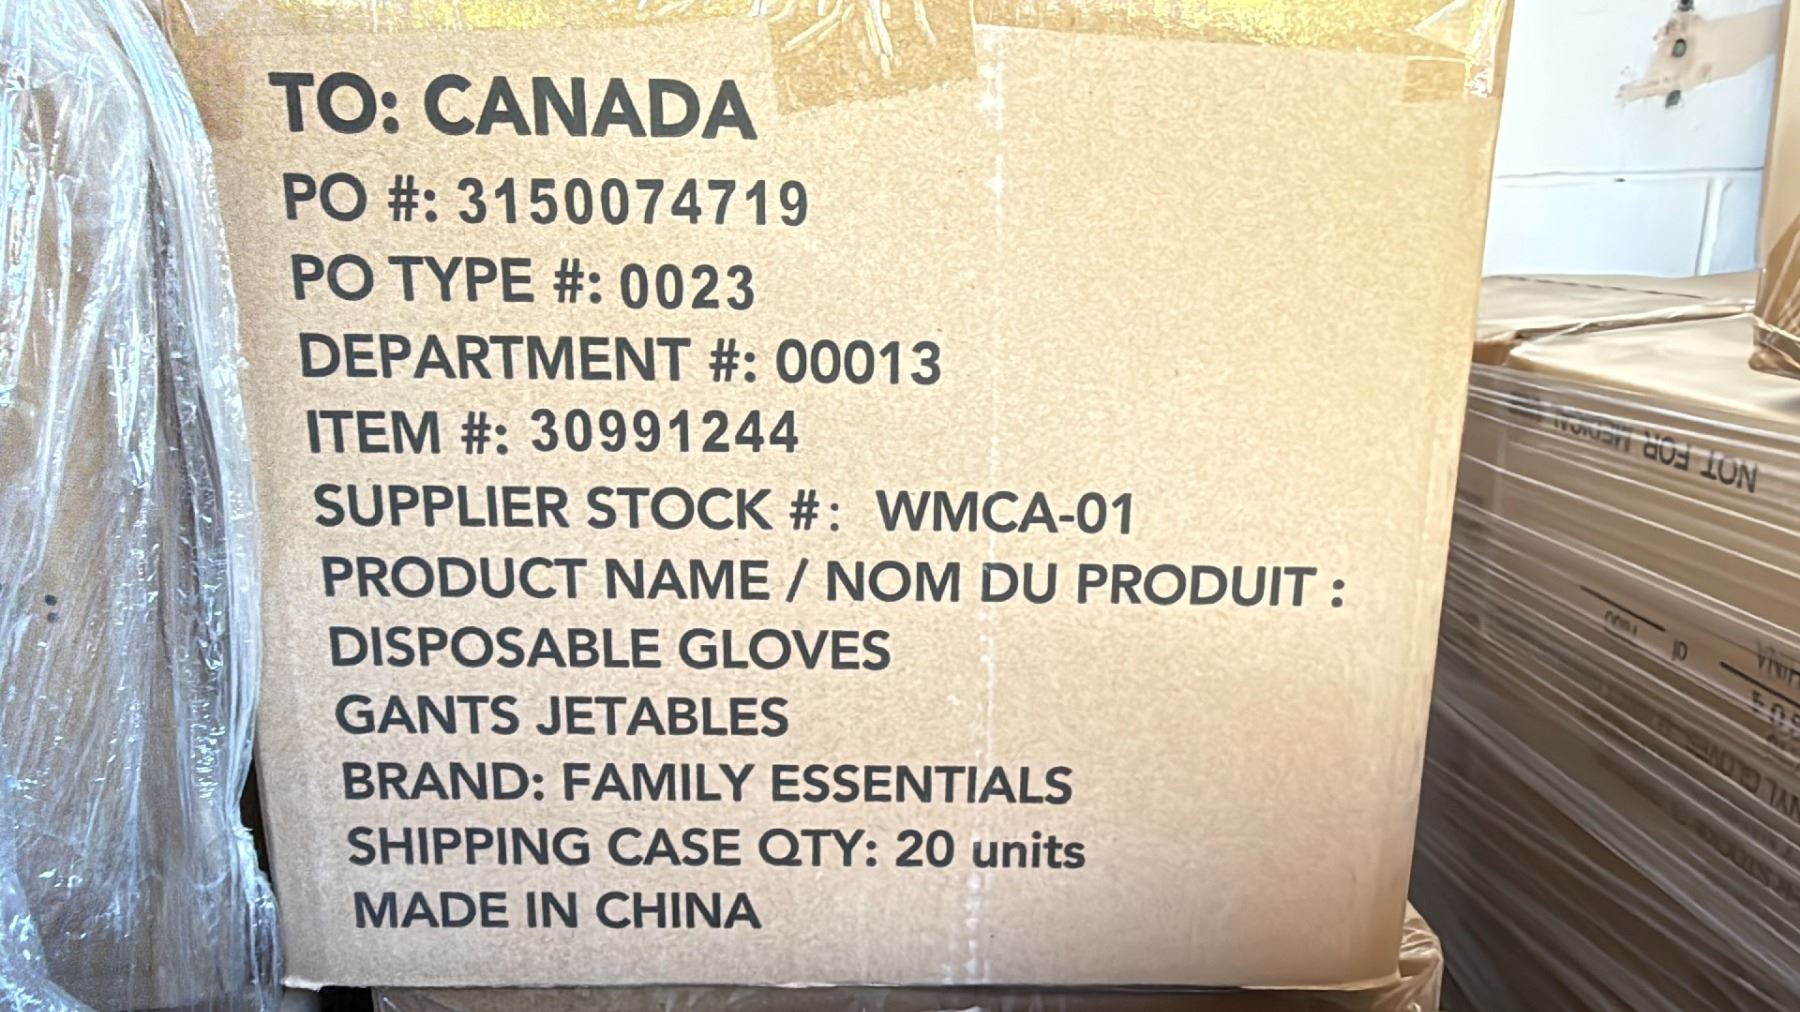 TO: CANADA
PO #: 3150074719
PO TYPE #: 0023
DEPARTMENT #: 00013
ITEM #: 30991244
SUPPLIER STOCK #: WMCA-01
PRODUCT NAME / NOM DU PRODUIT :
DISPOSABLE GLOVES
GANTS JETABLES
BRAND: FAMILY ESSENTIALS
SHIPPING CASE QTY: 20 units
MADE IN CHINA
NOT FOR MEDICAL